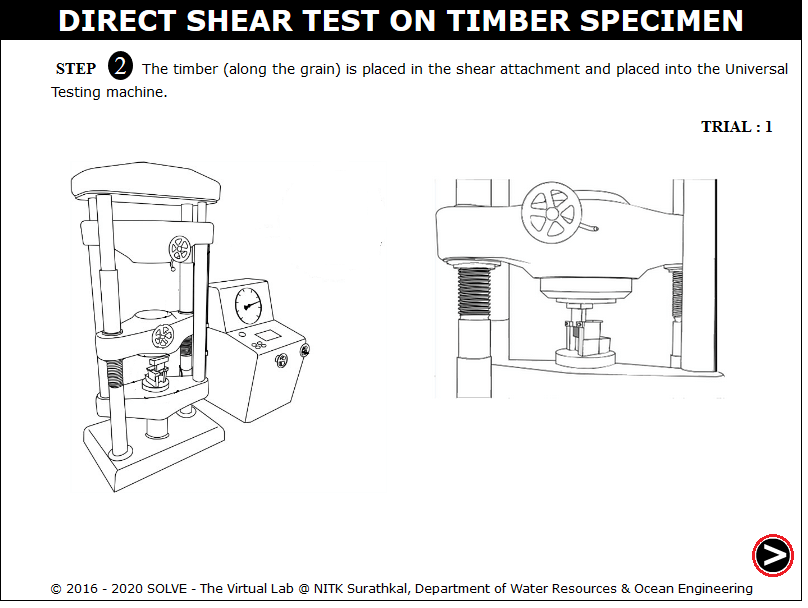 DIRECT SHEAR TEST ON TIMBER SPECIMEN
STEP 2 The timber (along the grain) is placed in the shear attachment and placed into the Universal
Testing machine.
TRIAL : 1
© 2016 - 2020 SOLVE - The Virtual Lab @ NITK Surathkal, Department of Water Resources & Ocean Engineering